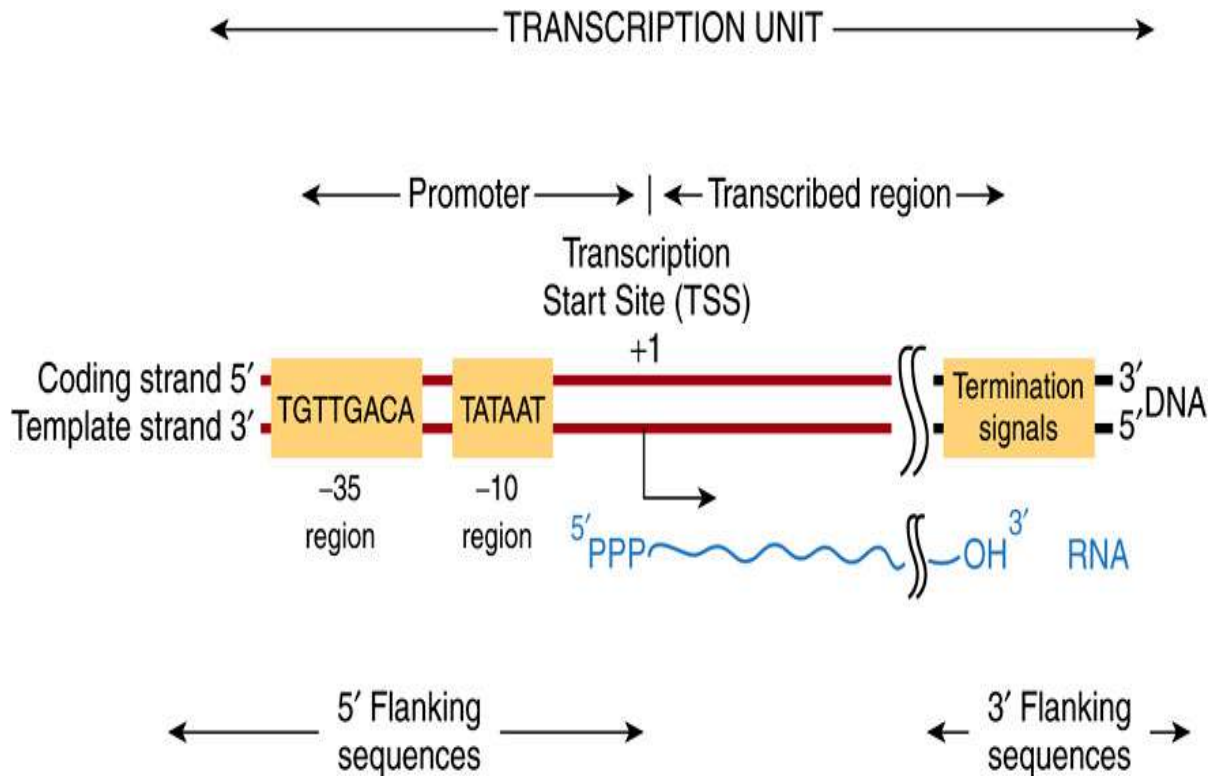 TRANSCRIPTION UNIT
Promoter
Transcribed region
Transcription
Start Site (TSS)
+1
Coding strand 5′
Template strand 3′
TGTTGACA
TATAAT
Termination
signals
3′
5′
DNA
–35
region
–10
region
5′
PPP
OH
3′
RNA
5′ Flanking
sequences
3′ Flanking
sequences